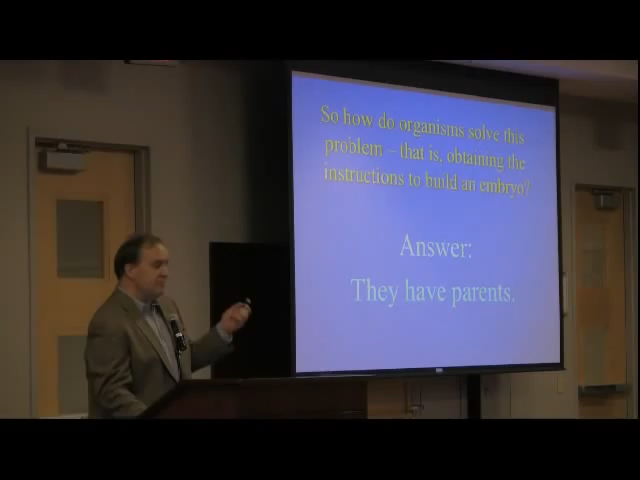 So how do organisms solve this
problem – that is, obtaining the
instructions to build an embryo?
Answer:
They have parents.